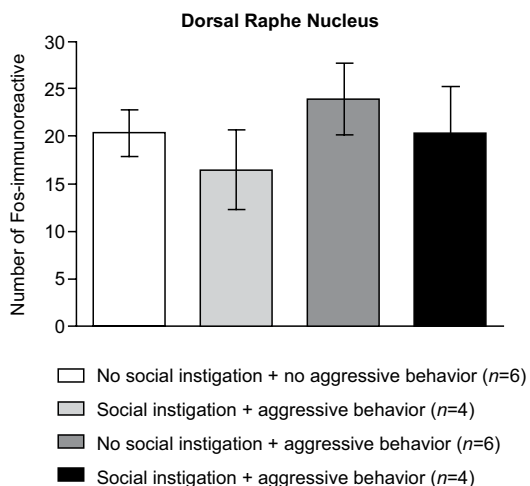 Dorsal Raphe Nucleus
Number of Fos-immunoreactive
30
25
20
15
10
5
0
No social instigation + no aggressive behavior (n=6)
Social instigation + aggressive behavior (n=4)
No social instigation + aggressive behavior (n=6)
Social instigation + aggressive behavior (n=4)